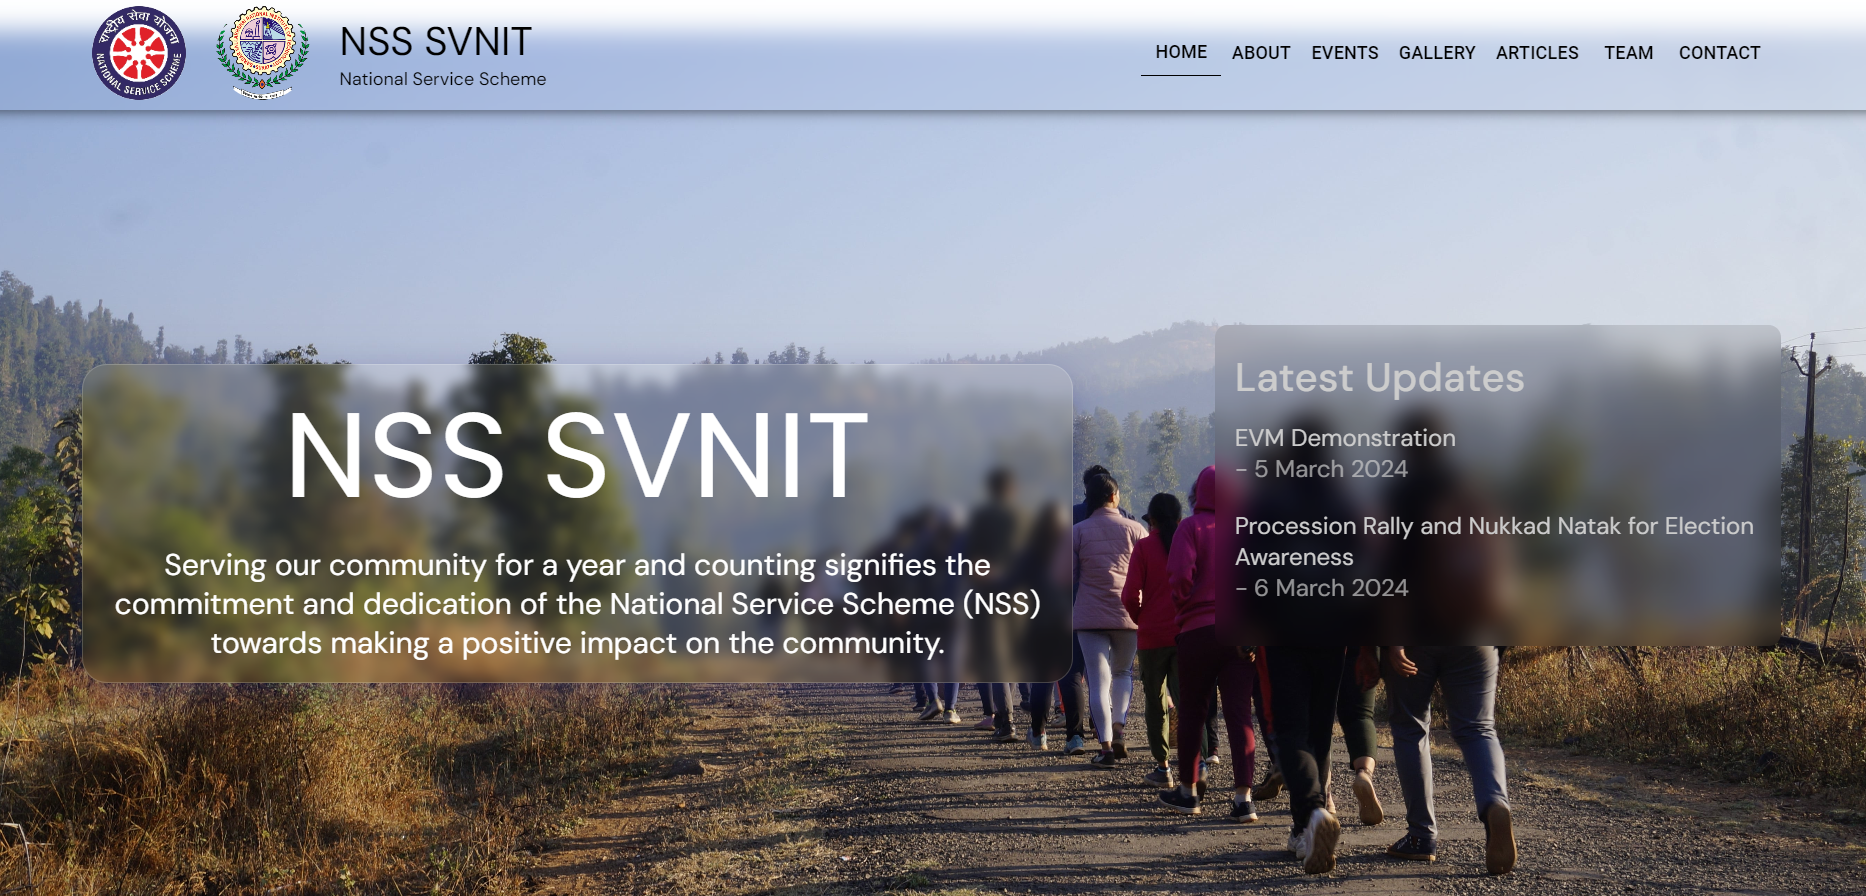 राष्ट्रीय सेवा योजना
NATIONAL SERVICE SCHEME
NSS SVNIT
National Service Scheme
HOME ABOUT EVENTS GALLERY ARTICLES TEAM CONTACT
NSS SVNIT
Serving our community for a year and counting signifies the
commitment and dedication of the National Service Scheme (NSS)
towards making a positive impact on the community.
Latest Updates
EVM Demonstration
- 5 March 2024
Procession Rally and Nukkad Natak for Election
Awareness
- 6 March 2024